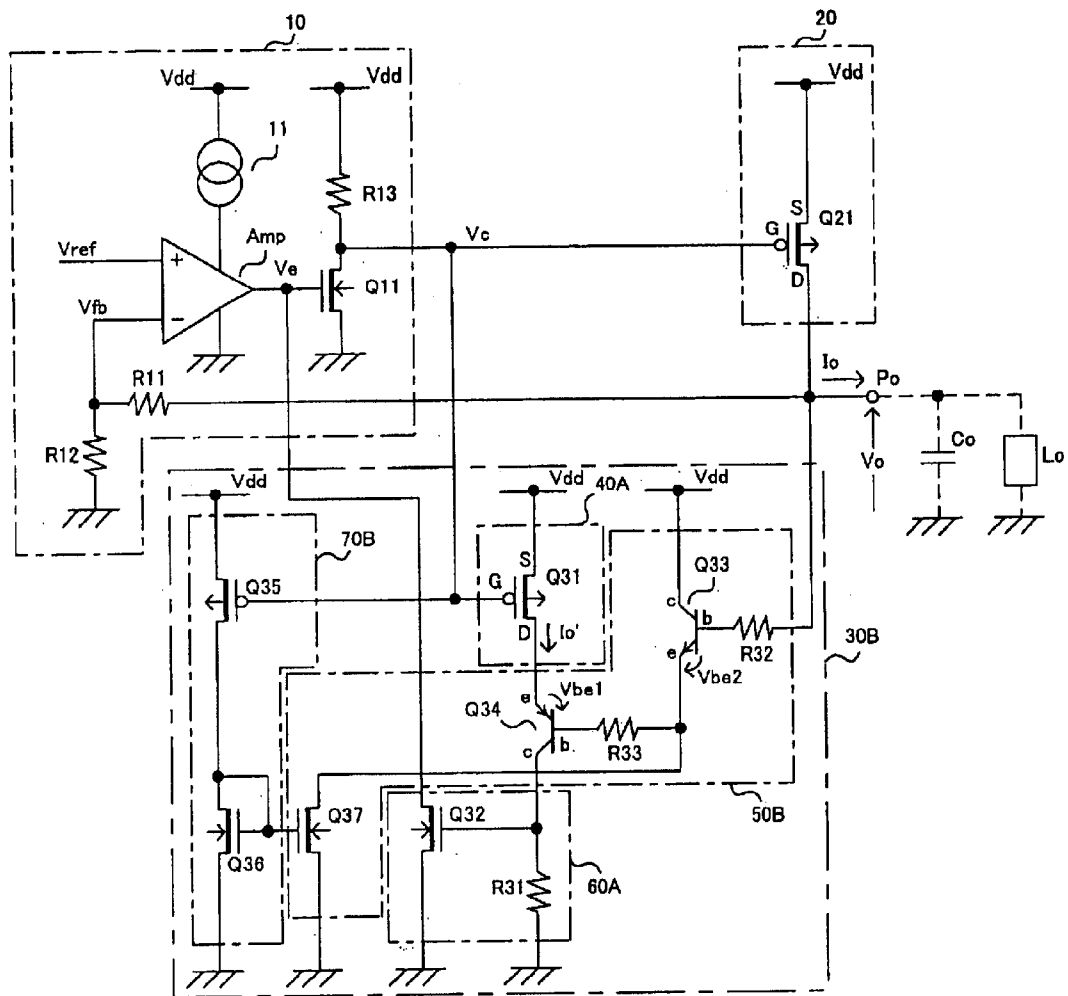 10
20
Vdd
Vdd
Vdd
11
R13
S
Q21
G
D
Amp
Vc
Vref
+
Ve
Q11
Vfb
−
R11
Io
Po
R12
Vo
Co
Lo
Vdd
Vdd
40A
Vdd
70B
S
Q31
Q33
Q35
G
c
b
D
Io'
R32
30B
e
Vbe2
e
Vbe1
Q34
R33
c
b
Q37
Q32
50B
Q36
R31
60A